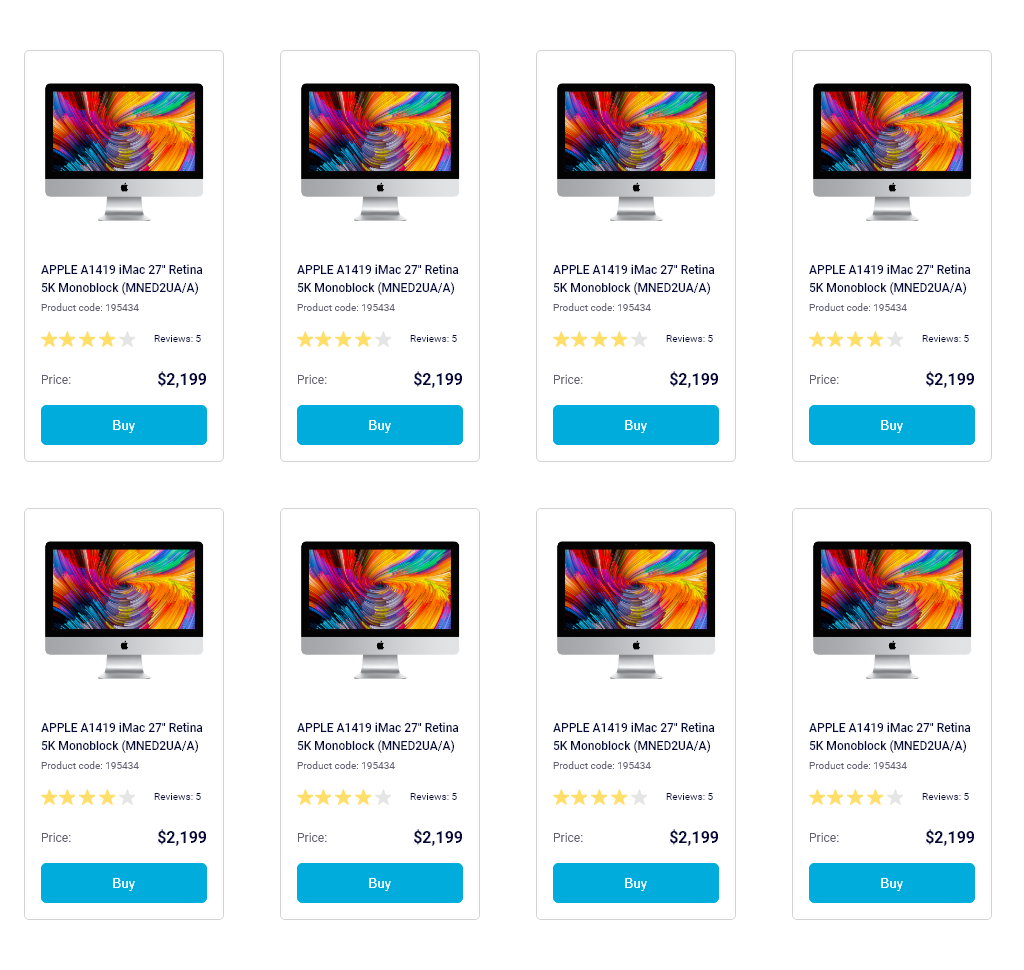 APPLE A1419 iMac 27" Retina
5K Monoblock (MNED2UA/A)
Product code: 195434
Reviews: 5
Price: $2,199
Buy
APPLE A1419 iMac 27" Retina
5K Monoblock (MNED2UA/A)
Product code: 195434
Reviews: 5
Price: $2,199
Buy
APPLE A1419 iMac 27" Retina
5K Monoblock (MNED2UA/A)
Product code: 195434
Reviews: 5
Price: $2,199
Buy
APPLE A1419 iMac 27" Retina
5K Monoblock (MNED2UA/A)
Product code: 195434
Reviews: 5
Price: $2,199
Buy
APPLE A1419 iMac 27" Retina
5K Monoblock (MNED2UA/A)
Product code: 195434
Reviews: 5
Price: $2,199
Buy
APPLE A1419 iMac 27" Retina
5K Monoblock (MNED2UA/A)
Product code: 195434
Reviews: 5
Price: $2,199
Buy
APPLE A1419 iMac 27" Retina
5K Monoblock (MNED2UA/A)
Product code: 195434
Reviews: 5
Price: $2,199
Buy
APPLE A1419 iMac 27" Retina
5K Monoblock (MNED2UA/A)
Product code: 195434
Reviews: 5
Price: $2,199
Buy